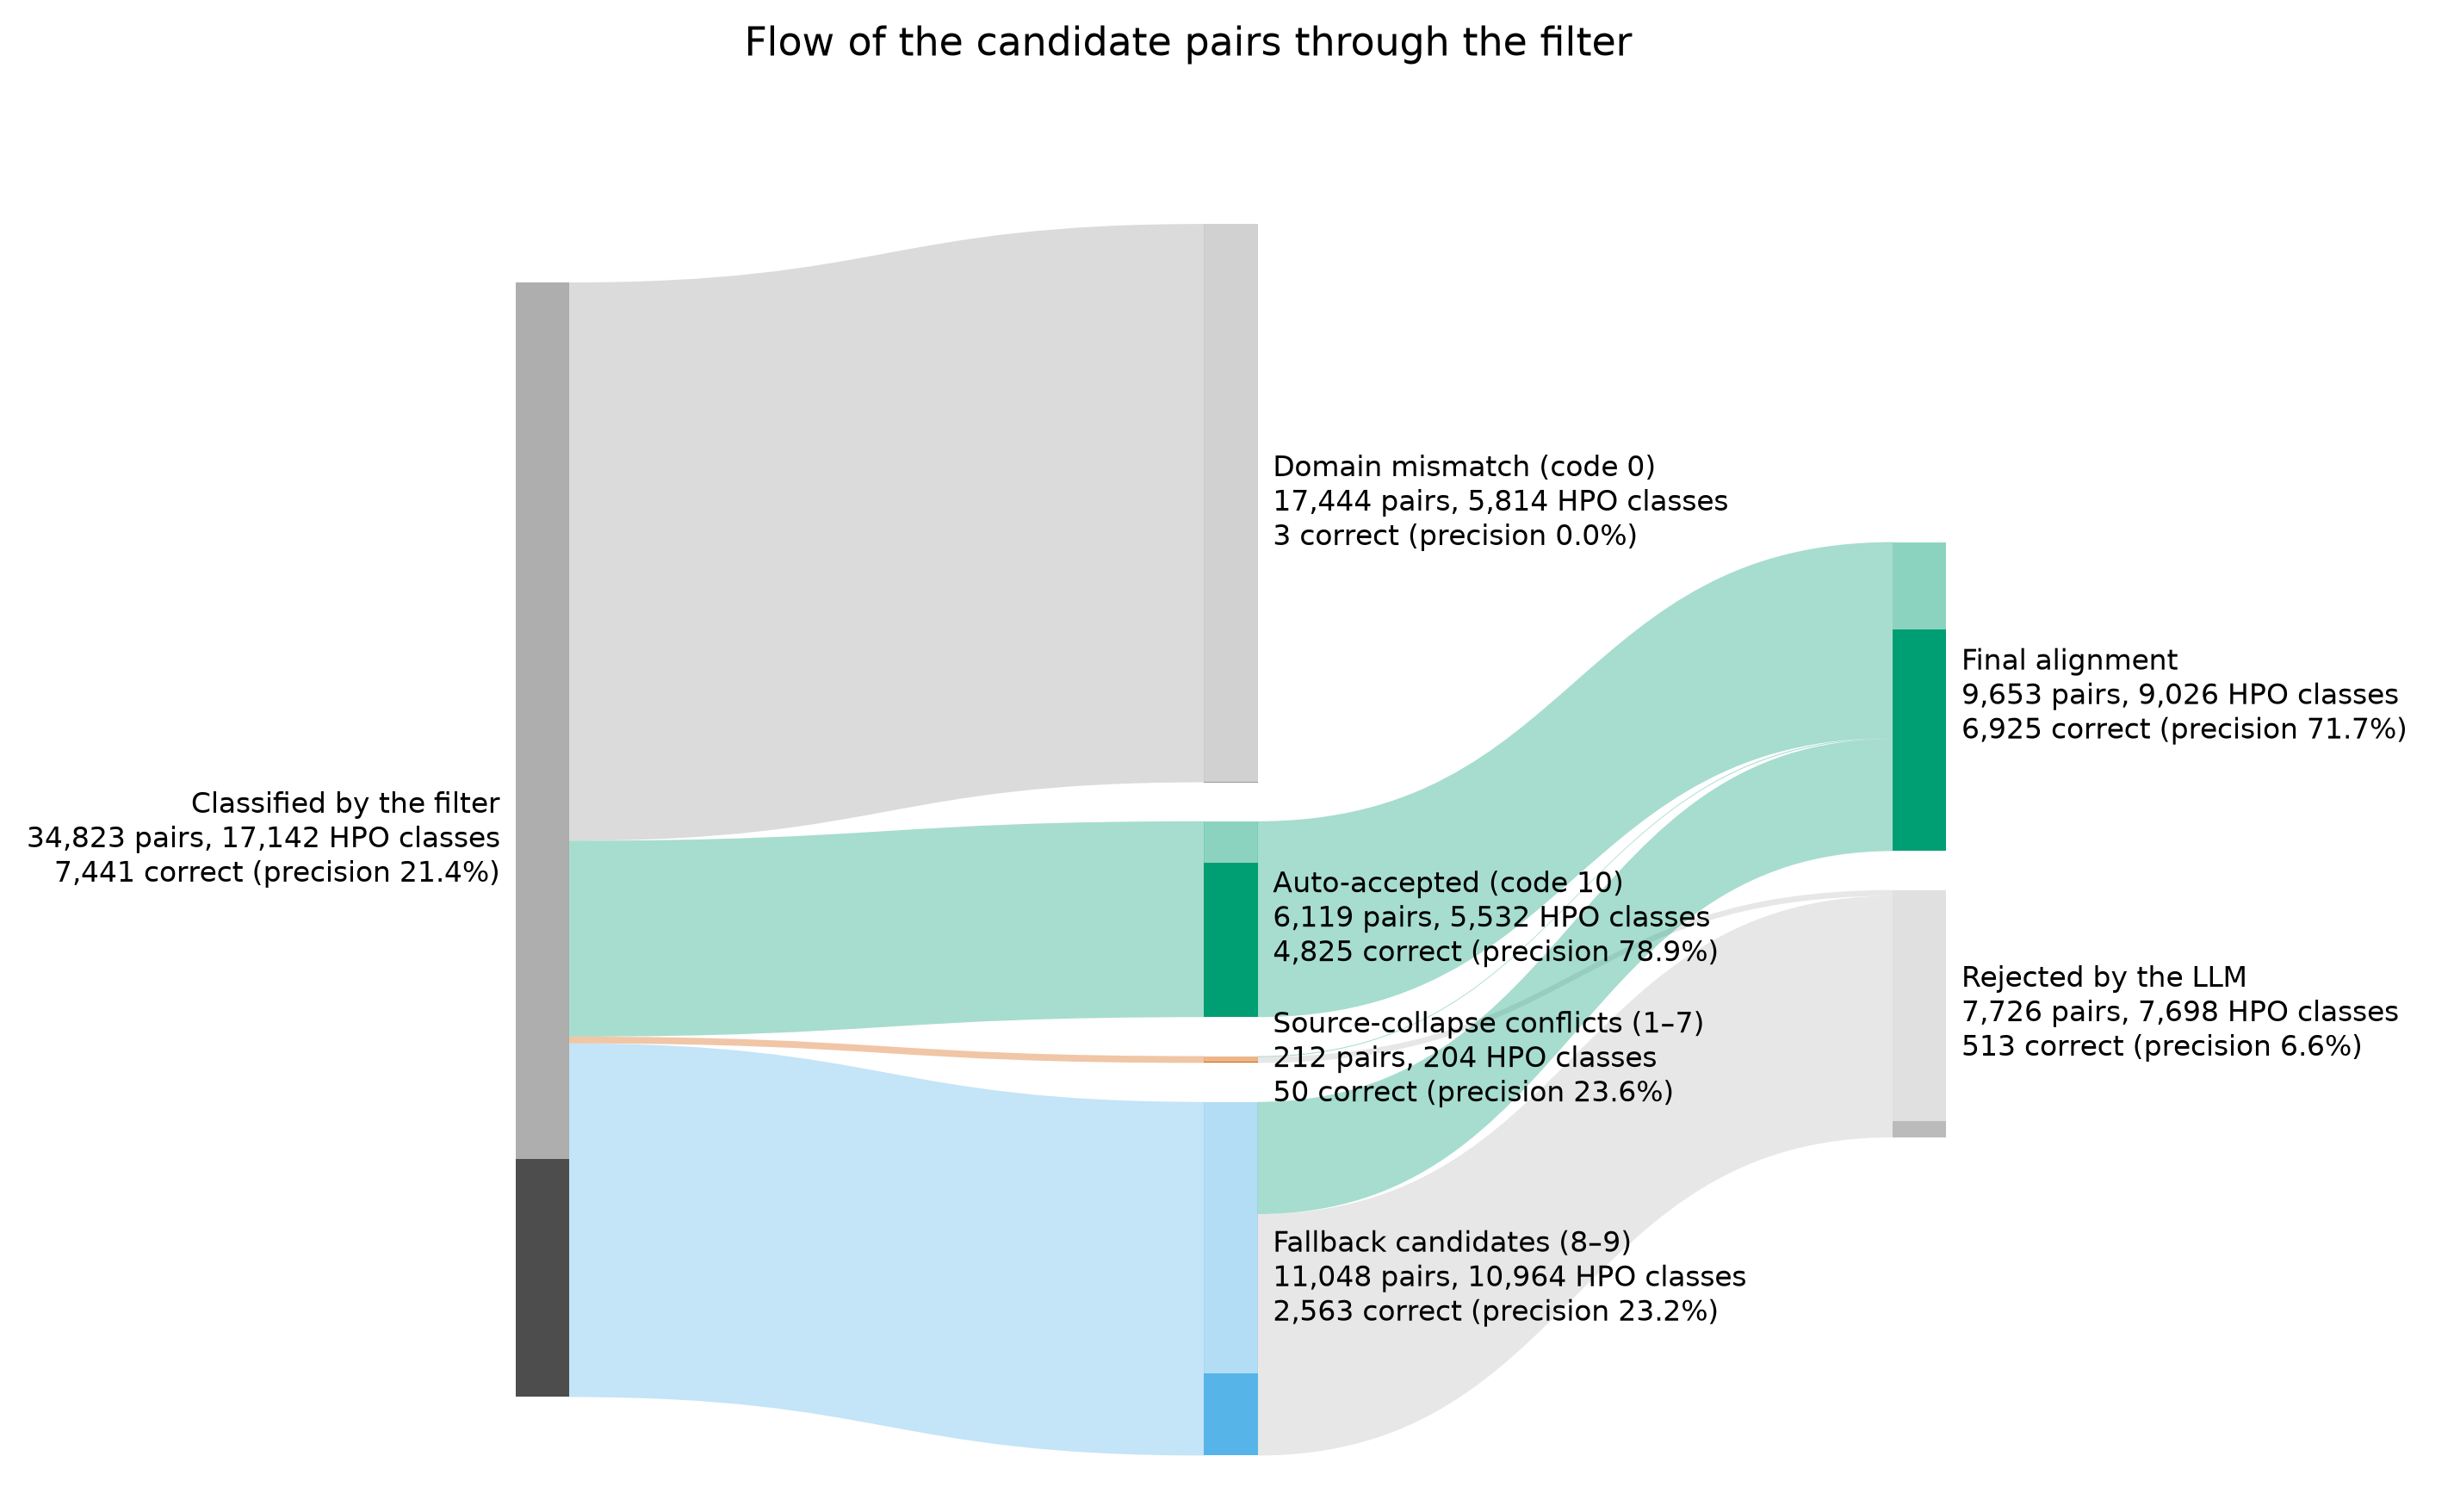 Flow of the candidate pairs through the filter
Classified by the filter
34,823 pairs, 17,142 HPO classes
7,441 correct (precision 21.4%)
Domain mismatch (code 0)
17,444 pairs, 5,814 HPO classes
3 correct (precision 0.0%)
Auto-accepted (code 10)
6,119 pairs, 5,532 HPO classes
4,825 correct (precision 78.9%)
Source-collapse conflicts (1–7)
212 pairs, 204 HPO classes
50 correct (precision 23.6%)
Fallback candidates (8–9)
11,048 pairs, 10,964 HPO classes
2,563 correct (precision 23.2%)
Final alignment
9,653 pairs, 9,026 HPO classes
6,925 correct (precision 71.7%)
Rejected by the LLM
7,726 pairs, 7,698 HPO classes
513 correct (precision 6.6%)